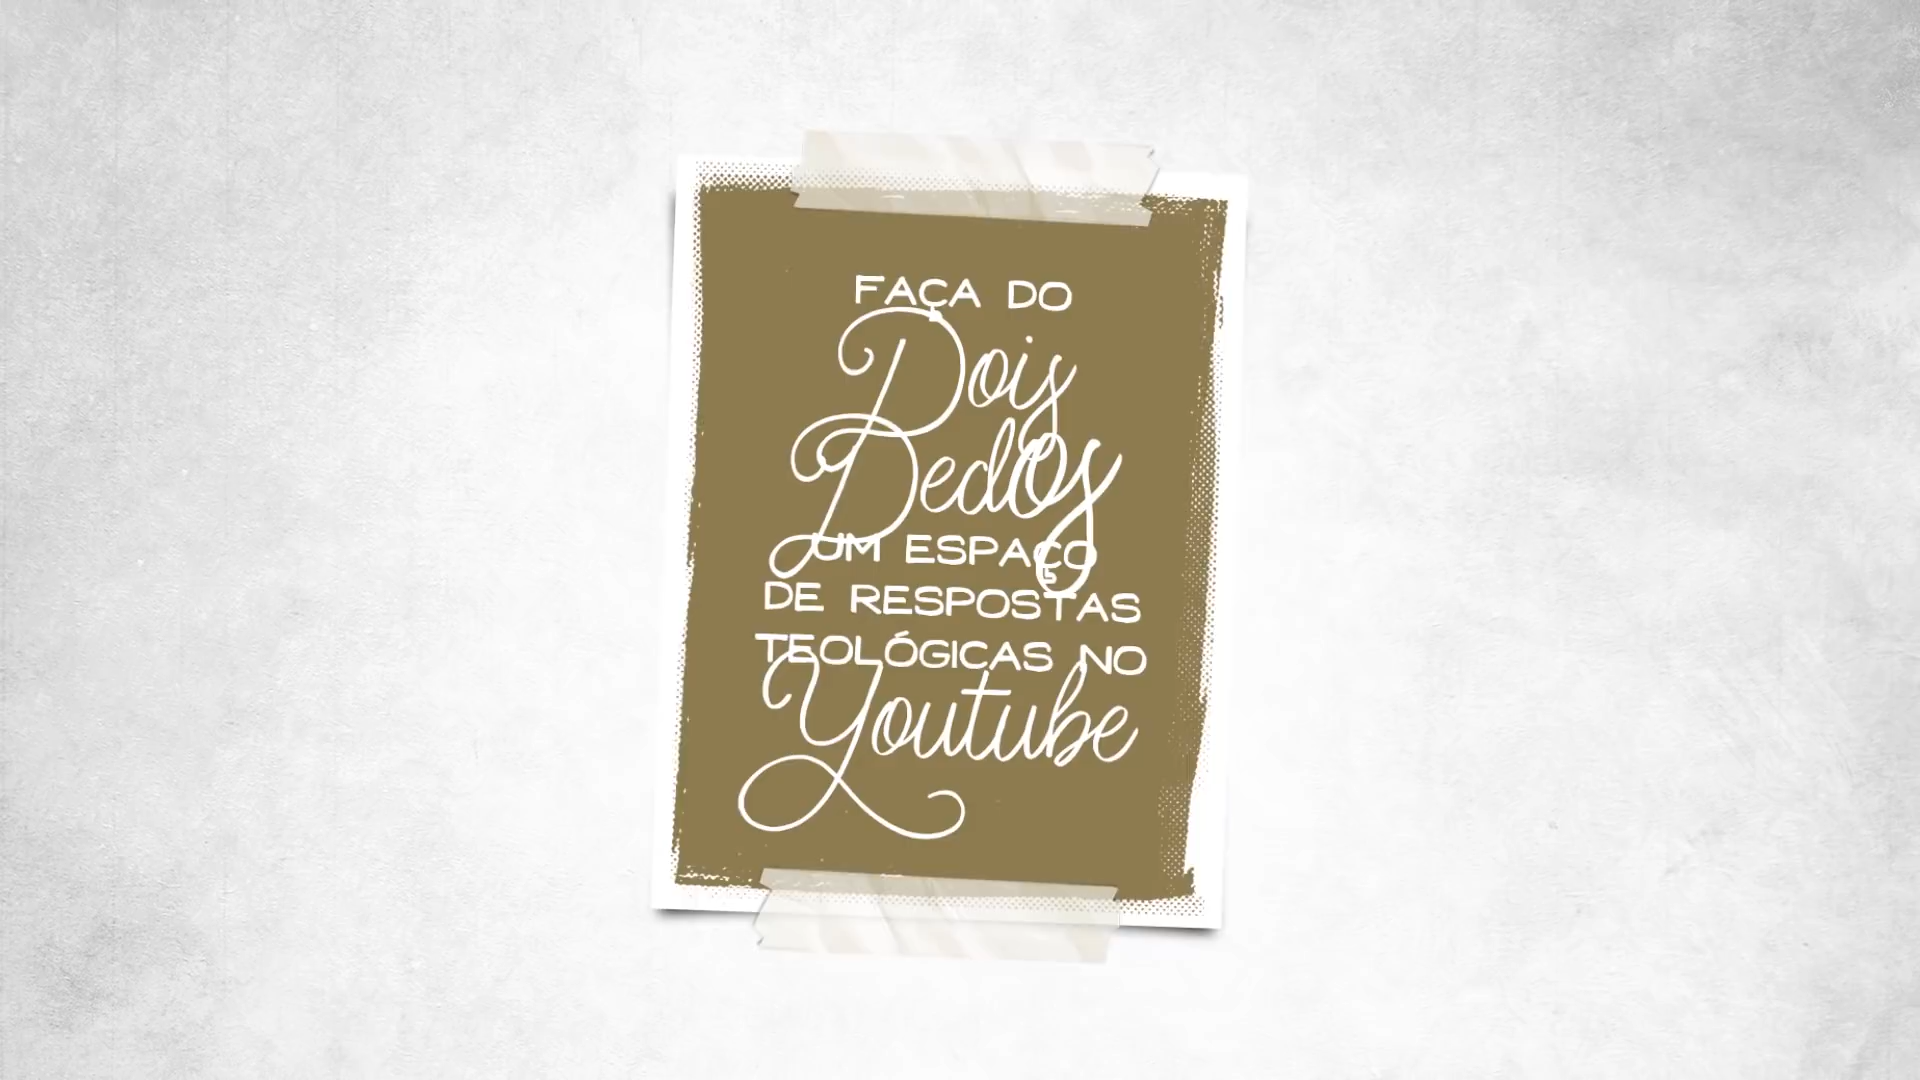 FAÇA DO
Dois
Dedos
UM ESPAÇO
DE RESPOSTAS
TEOLÓGICAS NO
Youtube